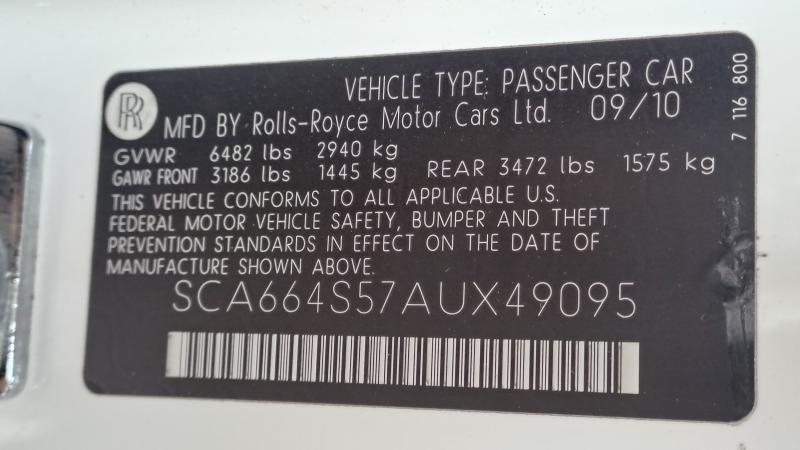 VEHICLE TYPE: PASSENGER CAR
RR
MFD BY Rolls-Royce Motor Cars Ltd. 09/10
GVWR 6482 lbs 2940 kg
GAWR FRONT 3186 lbs 1445 kg REAR 3472 lbs 1575 kg
THIS VEHICLE CONFORMS TO ALL APPLICABLE U.S.
FEDERAL MOTOR VEHICLE SAFETY, BUMPER AND THEFT
PREVENTION STANDARDS IN EFFECT ON THE DATE OF
MANUFACTURE SHOWN ABOVE.
SCA664S57AUX49095
7 116 800